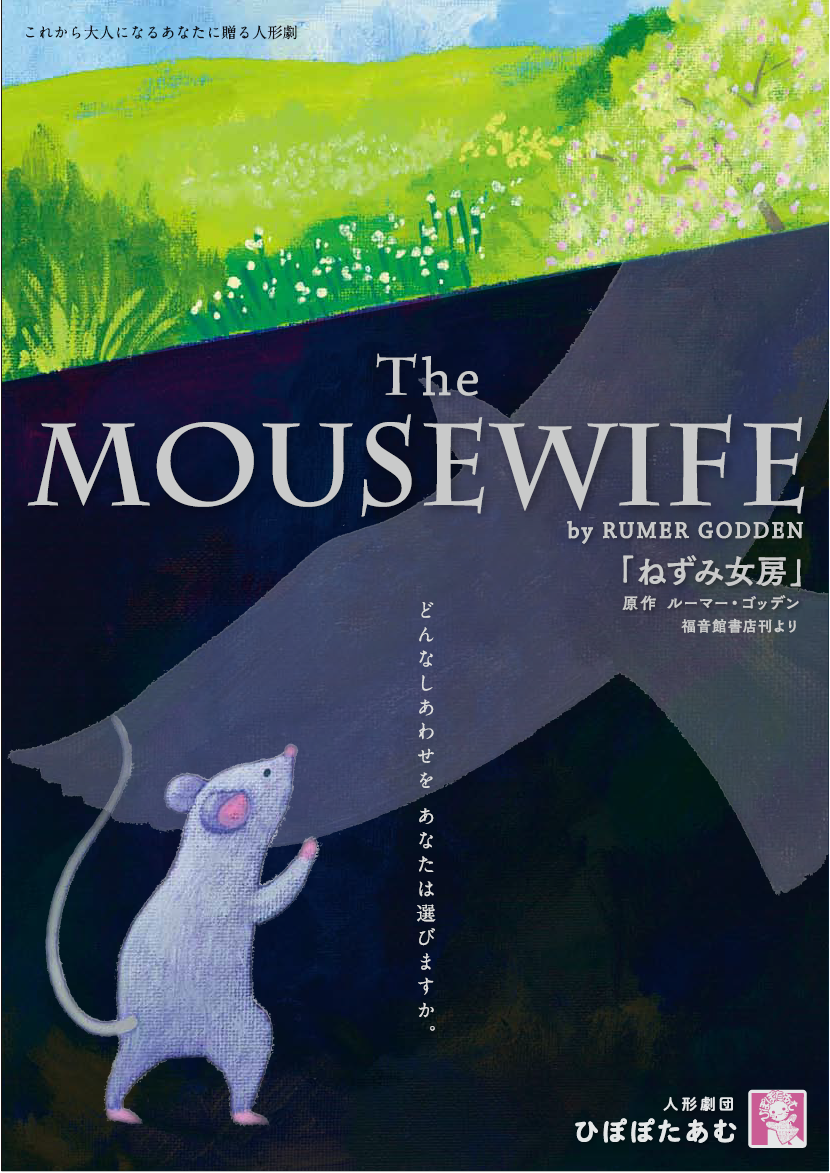 これから大人になるあなたに贈る人形劇
The
MOUSEWIFE
by RUMER GODDEN
「ねずみ女房」
原作 ルーマー・ゴッデン
福音館書店刊より
どんなしあわせを あなたは選びますか。
人形劇団
ひぽぽたあむ